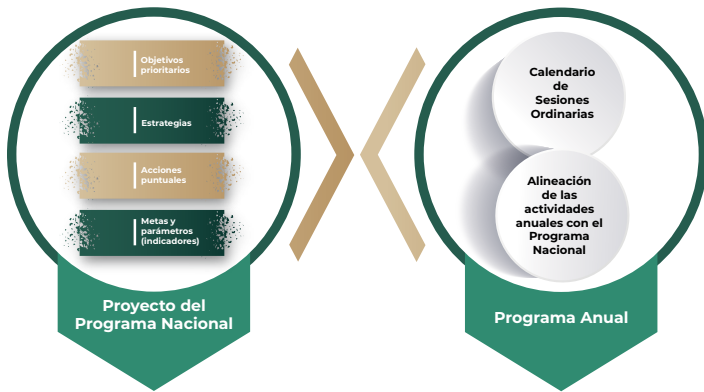 Objetivos
prioritarios
Estrategias
Acciones
puntuales
Metas y
parámetros
(indicadores)
Proyecto del
Programa Nacional
Calendario
de
Sesiones
Ordinarias
Alineación
de las
actividades
anuales con el
Programa
Nacional
Programa Anual